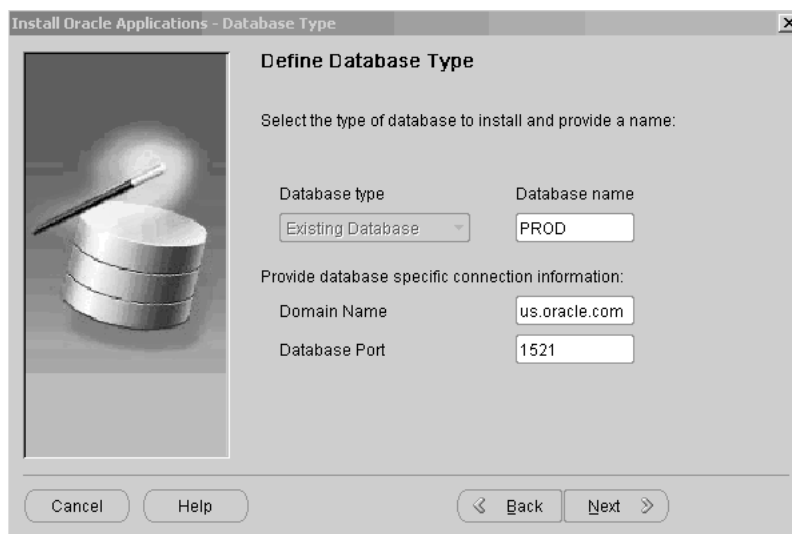 Install Oracle Applications - Database Type
Define Database Type
Select the type of database to install and provide a name:
Database type Database name
Existing Database PROD
Provide database specific connection information:
Domain Name us.oracle.com
Database Port 1521
Cancel Help Back Next